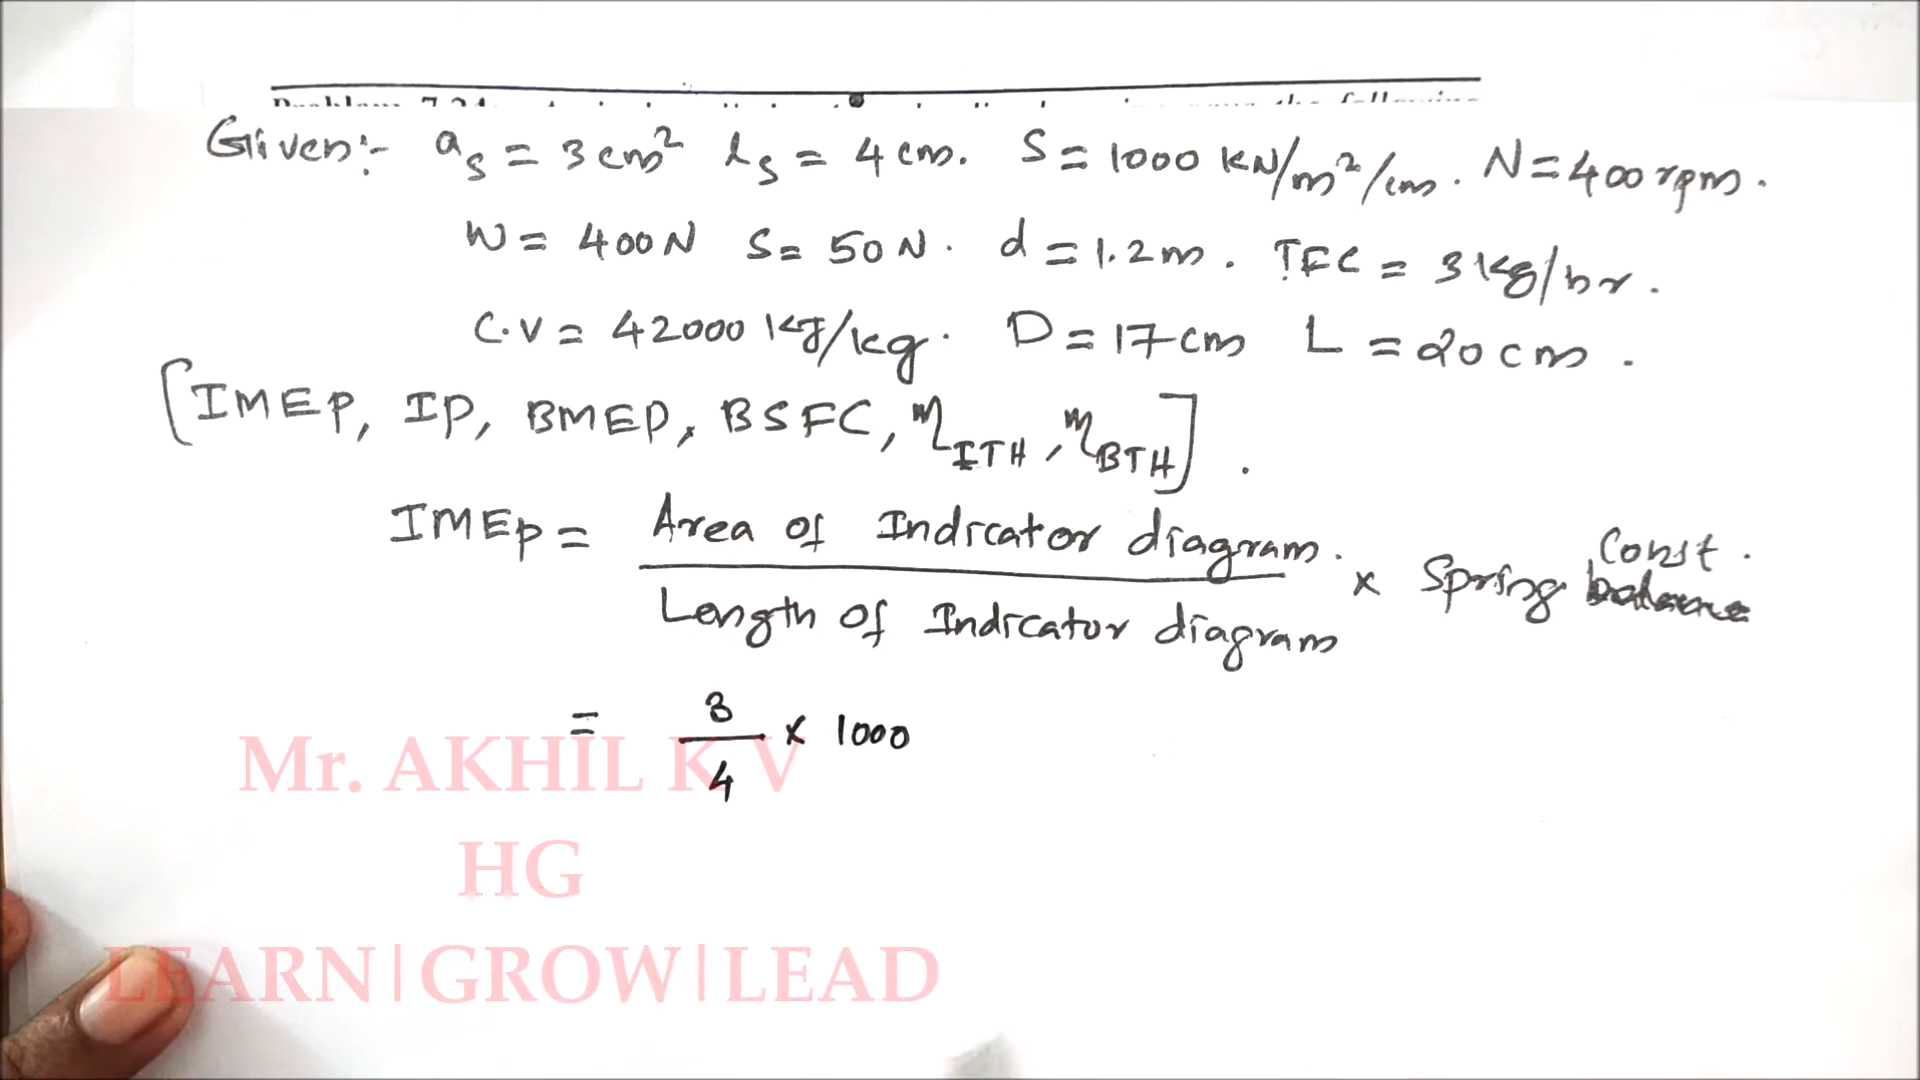 Given:- aₛ = 3 cm² lₛ = 4 cm. S = 1000 kN/m²/cm. N = 400 rpm.
W = 400 N S = 50 N. d = 1.2 m. TFC = 3 kg/hr.
C.V = 42000 kJ/kg. D = 17 cm L = 20 cm.
[IMEP, IP, BMEP, BSFC, ηITH, ηBTH].
IMEP = Area of Indicator diagram. / Length of Indicator diagram × Spring Const.
= 3/4 × 1000
Mr. AKHIL K V
HG
LEARN|GROW|LEAD